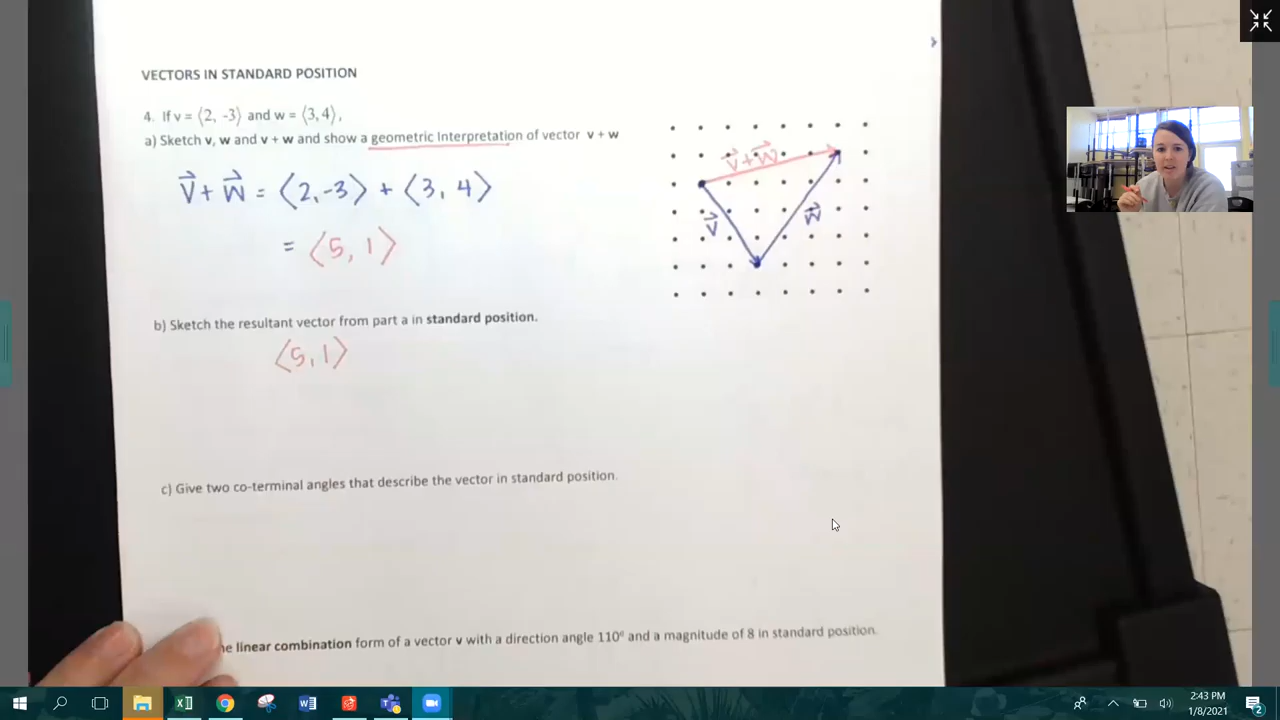 VECTORS IN STANDARD POSITION
4. If v = ⟨2, -3⟩ and w = ⟨3, 4⟩,
a) Sketch v, w and v + w and show a geometric Interpretation of vector v + w
v⃗ + w⃗ = ⟨2, -3⟩ + ⟨3, 4⟩
= ⟨5, 1⟩
v⃗+w⃗
v⃗
w⃗
b) Sketch the resultant vector from part a in standard position.
⟨5, 1⟩
c) Give two co-terminal angles that describe the vector in standard position.
linear combination form of a vector v with a direction angle 110° and a magnitude of 8 in standard position.
2:43 PM
1/8/2021
2